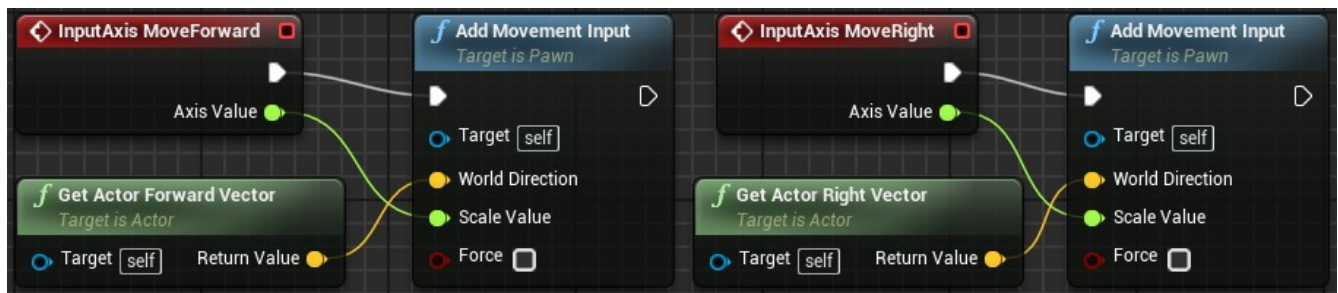 InputAxis MoveForward
Axis Value
Get Actor Forward Vector
Target is Actor
Target self Return Value
f Add Movement Input
Target is Pawn
Target self
World Direction
Scale Value
Force
InputAxis MoveRight
Axis Value
f Get Actor Right Vector
Target is Actor
Target self Return Value
f Add Movement Input
Target is Pawn
Target self
World Direction
Scale Value
Force